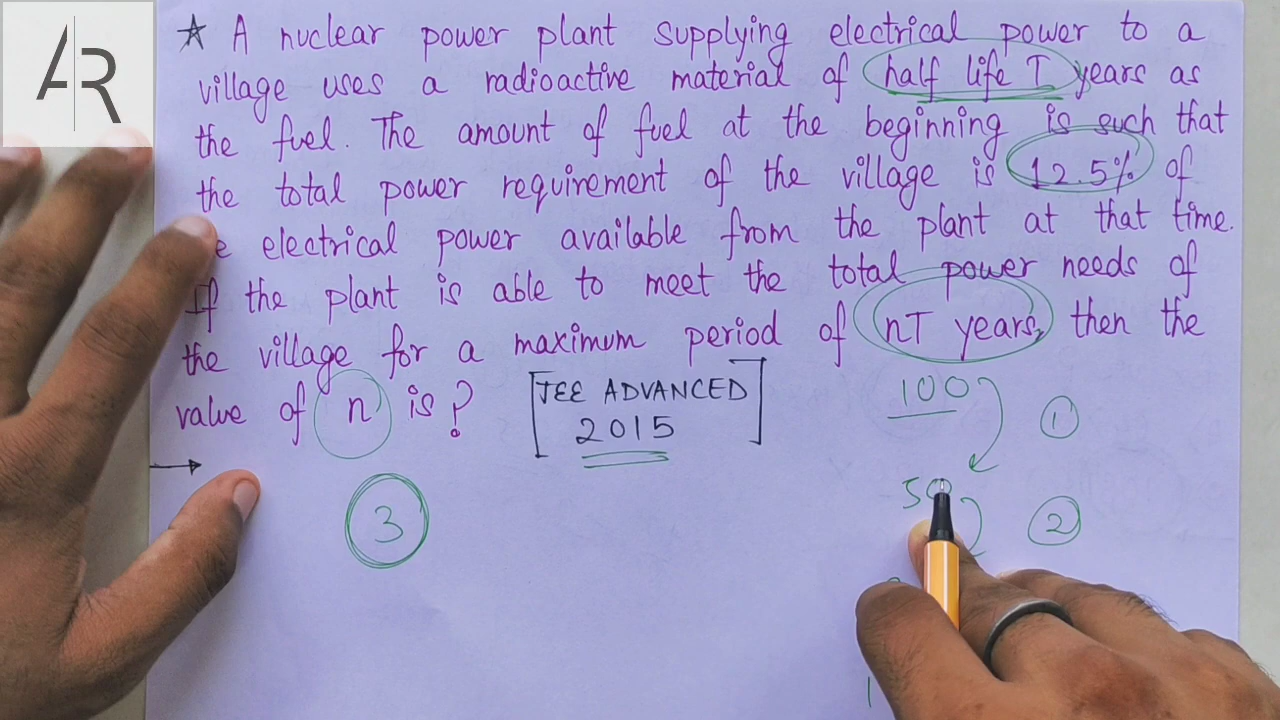 AR
☆ A nuclear power plant supplying electrical power to a
village uses a radioactive material of half life T years as
the fuel. The amount of fuel at the beginning is such that
the total power requirement of the village is 12.5% of
e electrical power available from the plant at that time.
If the plant is able to meet the total power needs of
the village for a maximum period of nT years, then the
value of n is?
[JEE ADVANCED
2015]
100
1
50
2
3